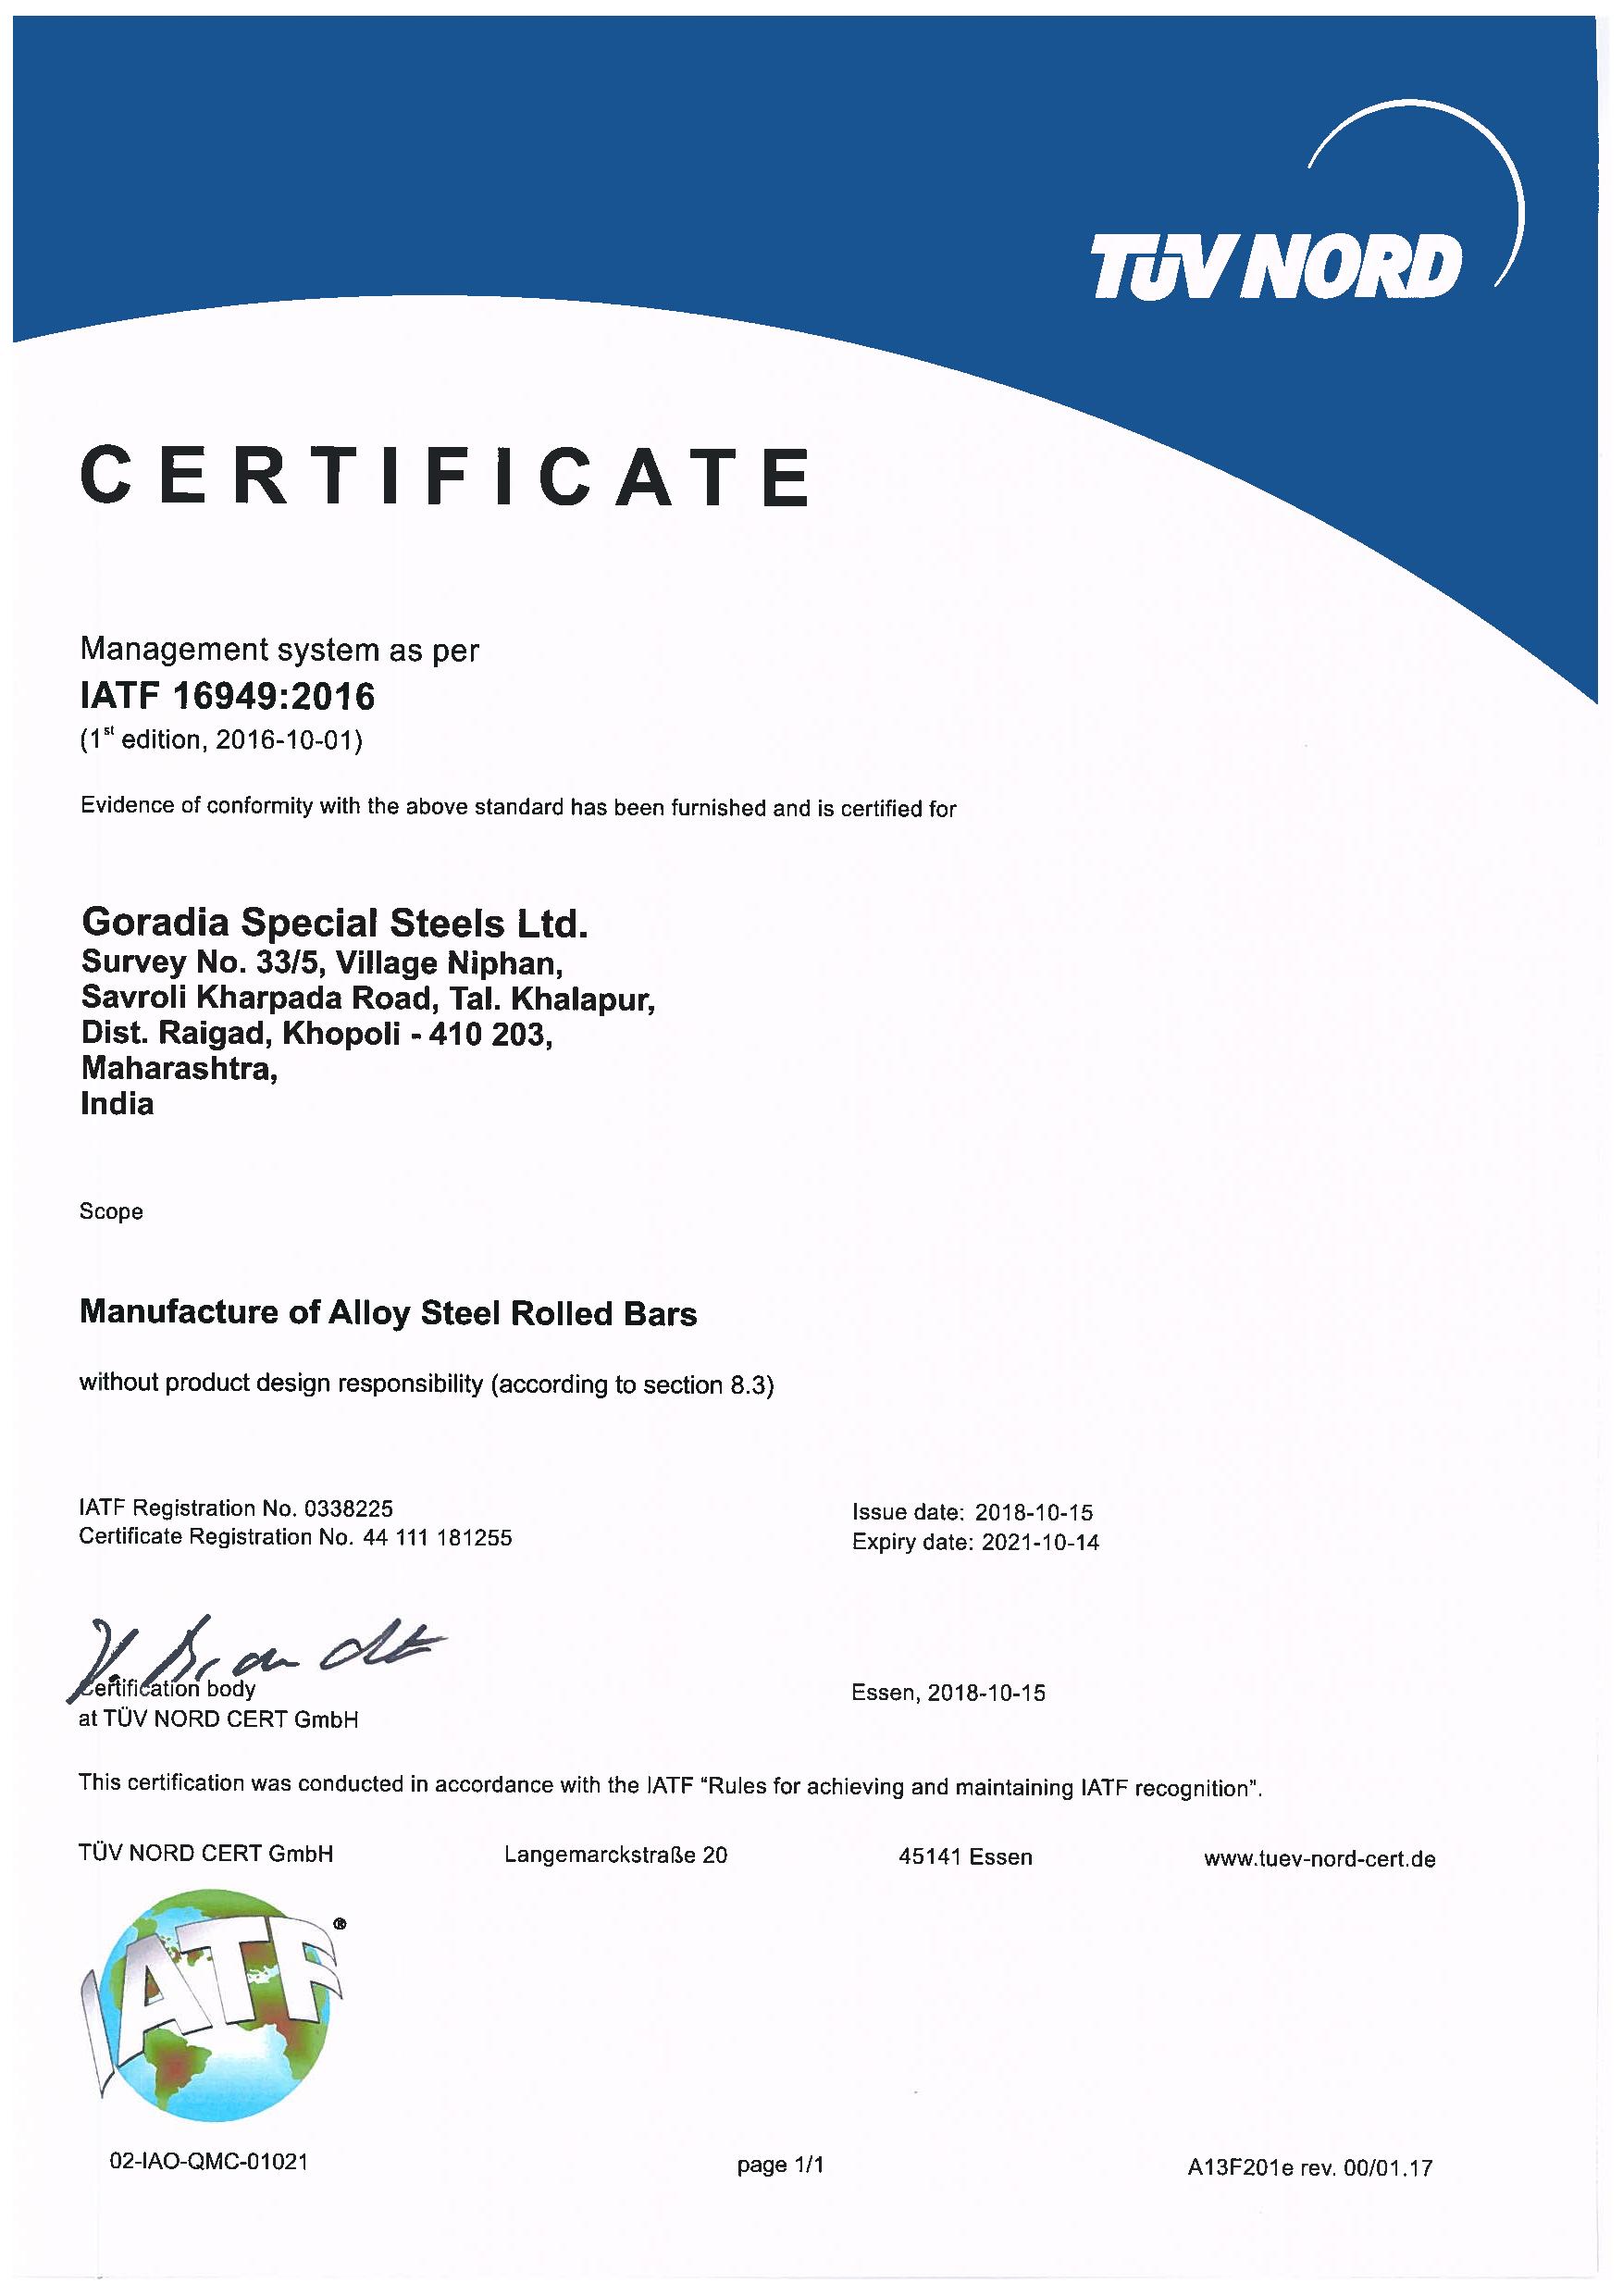 TÜV NORD
CERTIFICATE
Management system as per
IATF 16949:2016
(1st edition, 2016-10-01)
Evidence of conformity with the above standard has been furnished and is certified for
Goradia Special Steels Ltd.
Survey No. 33/5, Village Niphan,
Savroli Kharpada Road, Tal. Khalapur,
Dist. Raigad, Khopoli - 410 203,
Maharashtra,
India
Scope
Manufacture of Alloy Steel Rolled Bars
without product design responsibility (according to section 8.3)
IATF Registration No. 0338225
Certificate Registration No. 44 111 181255
Issue date: 2018-10-15
Expiry date: 2021-10-14
Certification body
at TÜV NORD CERT GmbH
Essen, 2018-10-15
This certification was conducted in accordance with the IATF “Rules for achieving and maintaining IATF recognition”.
TÜV NORD CERT GmbH Langemarckstraße 20 45141 Essen www.tuev-nord-cert.de
IATF®
02-IAO-QMC-01021 page 1/1 A13F201e rev. 00/01.17